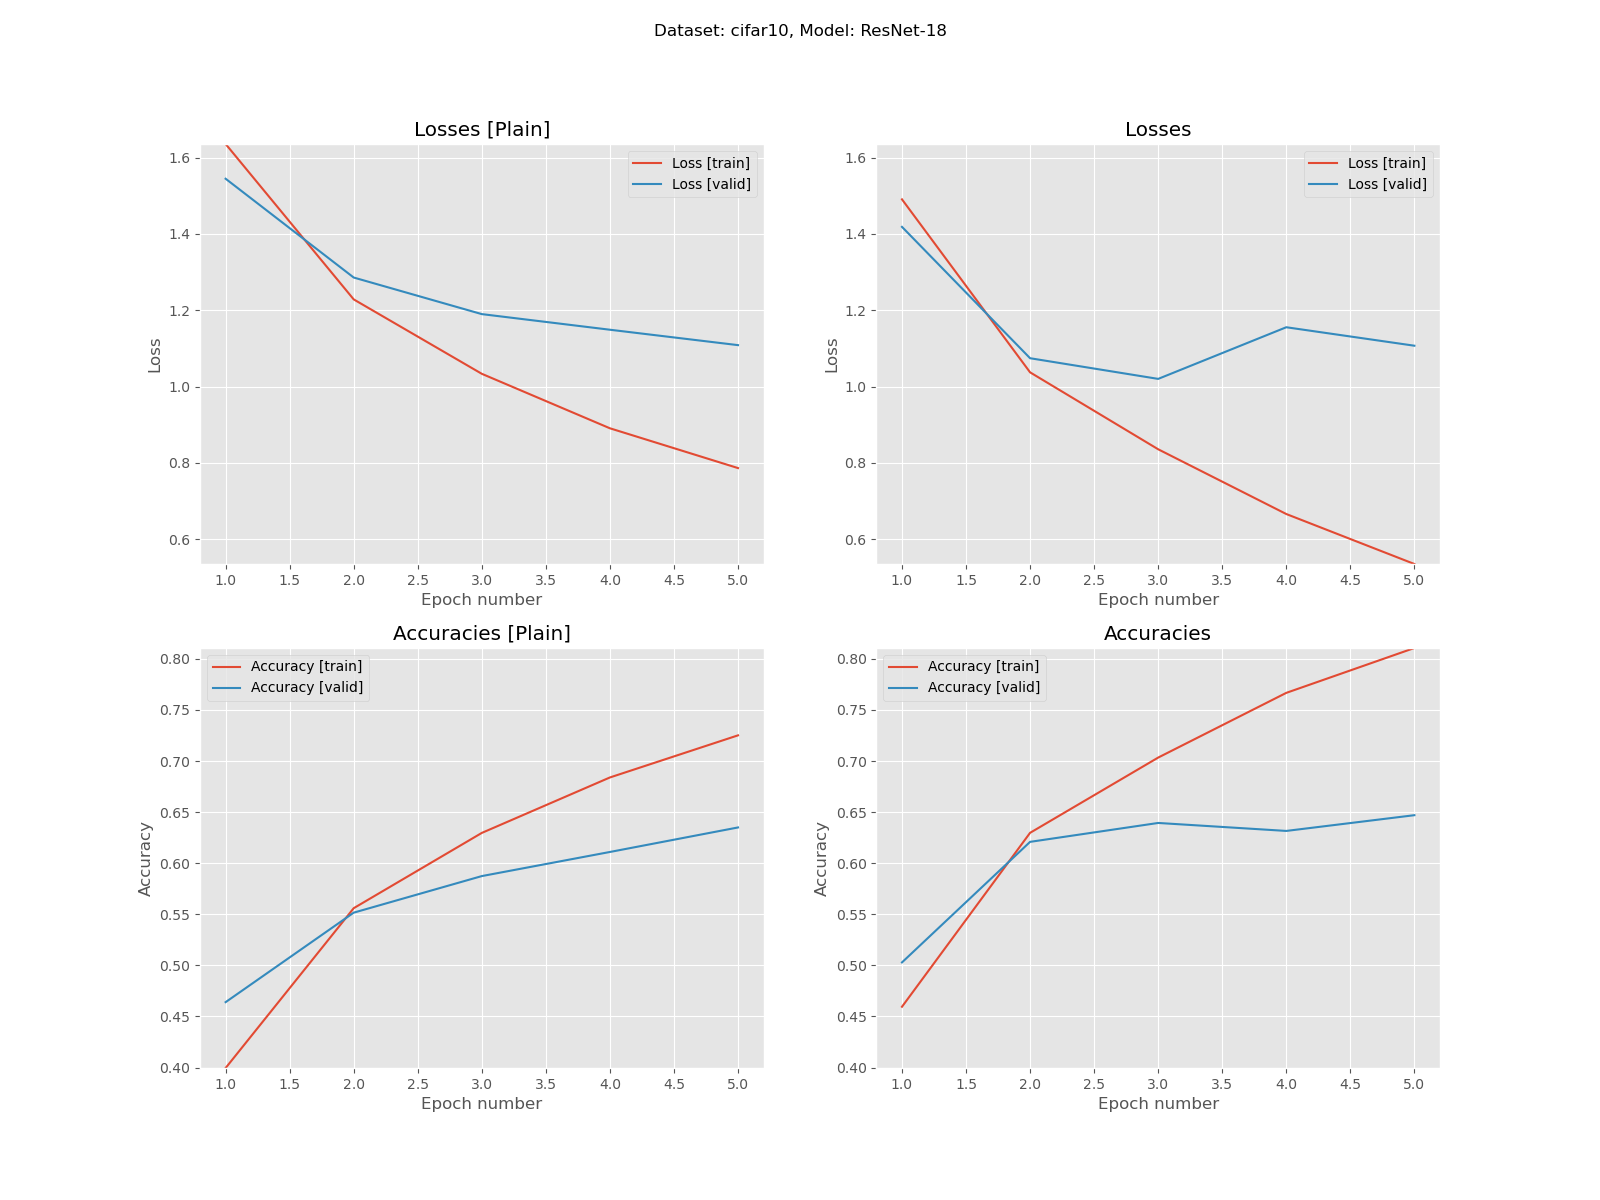 Dataset: cifar10, Model: ResNet-18
Losses [Plain]
Loss [train]
Loss [valid]
Loss
1.6
1.4
1.2
1.0
0.8
0.6
1.0 1.5 2.0 2.5 3.0 3.5 4.0 4.5 5.0
Epoch number
Losses
Loss [train]
Loss [valid]
Loss
1.6
1.4
1.2
1.0
0.8
0.6
1.0 1.5 2.0 2.5 3.0 3.5 4.0 4.5 5.0
Epoch number
Accuracies [Plain]
Accuracy [train]
Accuracy [valid]
Accuracy
0.80
0.75
0.70
0.65
0.60
0.55
0.50
0.45
0.40
1.0 1.5 2.0 2.5 3.0 3.5 4.0 4.5 5.0
Epoch number
Accuracies
Accuracy [train]
Accuracy [valid]
Accuracy
0.80
0.75
0.70
0.65
0.60
0.55
0.50
0.45
0.40
1.0 1.5 2.0 2.5 3.0 3.5 4.0 4.5 5.0
Epoch number